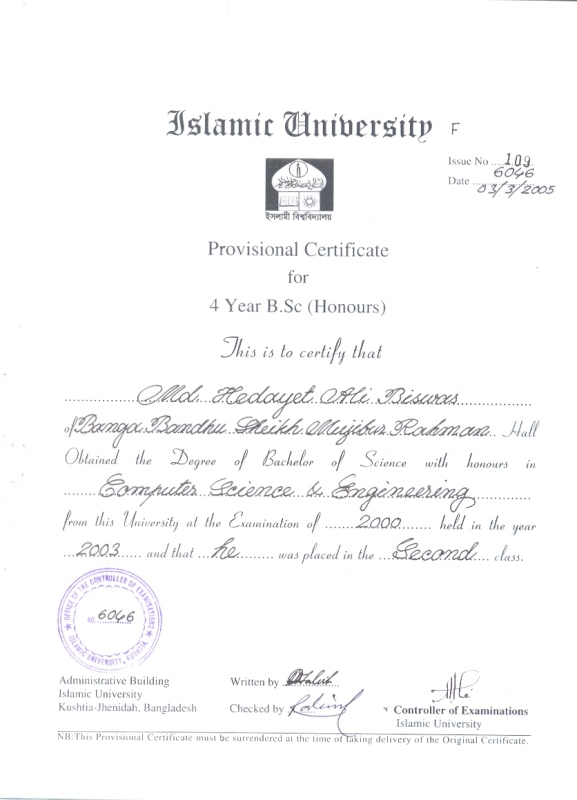 Islamic University F
Issue No ....109.
6046
Date ...03/3/2005
ইসলামী বিশ্ববিদ্যালয়
Provisional Certificate
for
4 Year B.Sc (Honours)
This is to certify that
Md. Hedayet Ali Biswas
of Banga Bandhu Sheikh Mujibur Rahman Hall
Obtained the Degree of Bachelor of Science with honours in
Computer Science & Engineering
from this University at the Examination of ........2000........ held in the year
...2003..... and that ...he......... was placed in the ...Second.... class.
OFFICE OF THE CONTROLLER OF EXAMINATIONS
NO. 6046
ISLAMIC UNIVERSITY, KUSHTIA.
Administrative Building
Islamic University
Kushtia-Jhenidah, Bangladesh
Written by
Checked by
Controller of Examinations
Islamic University
NB:This Provisional Certificate must be surrendered at the time of taking delivery of the Original Certificate.